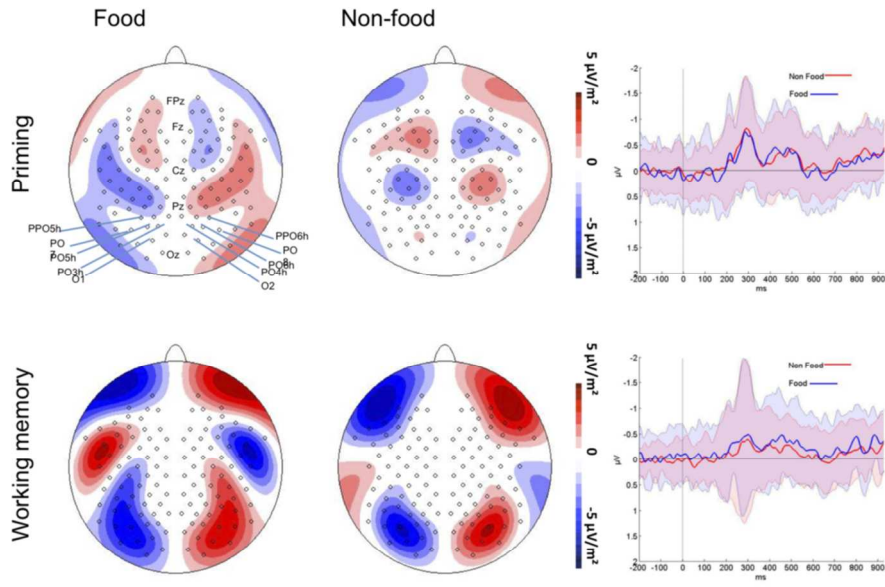 Food
Non-food
Priming
FPz
Fz
Cz
Pz
Oz
PPO5h
PO
7
PO5h
PO3h
O1
PPO6h
PO
8
PO6h
PO4h
O2
5 µV/m²
0
-5 µV/m²
-2
-1.5
-1
-0.5
0
0.5
1
1.5
2
µV
Non Food
Food
-200 -100 0 100 200 300 400 500 600 700 800 900
ms
Working memory
5 µV/m²
0
-5 µV/m²
-2
-1.5
-1
-0.5
0
0.5
1
1.5
2
µV
Non Food
Food
-200 -100 0 100 200 300 400 500 600 700 800 900
ms